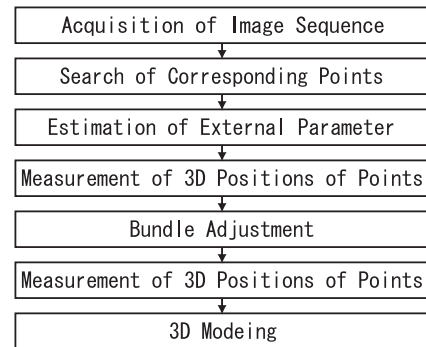 Acquisition of Image Sequence
Search of Corresponding Points
Estimation of External Parameter
Measurement of 3D Positions of Points
Bundle Adjustment
Measurement of 3D Positions of Points
3D Modeing